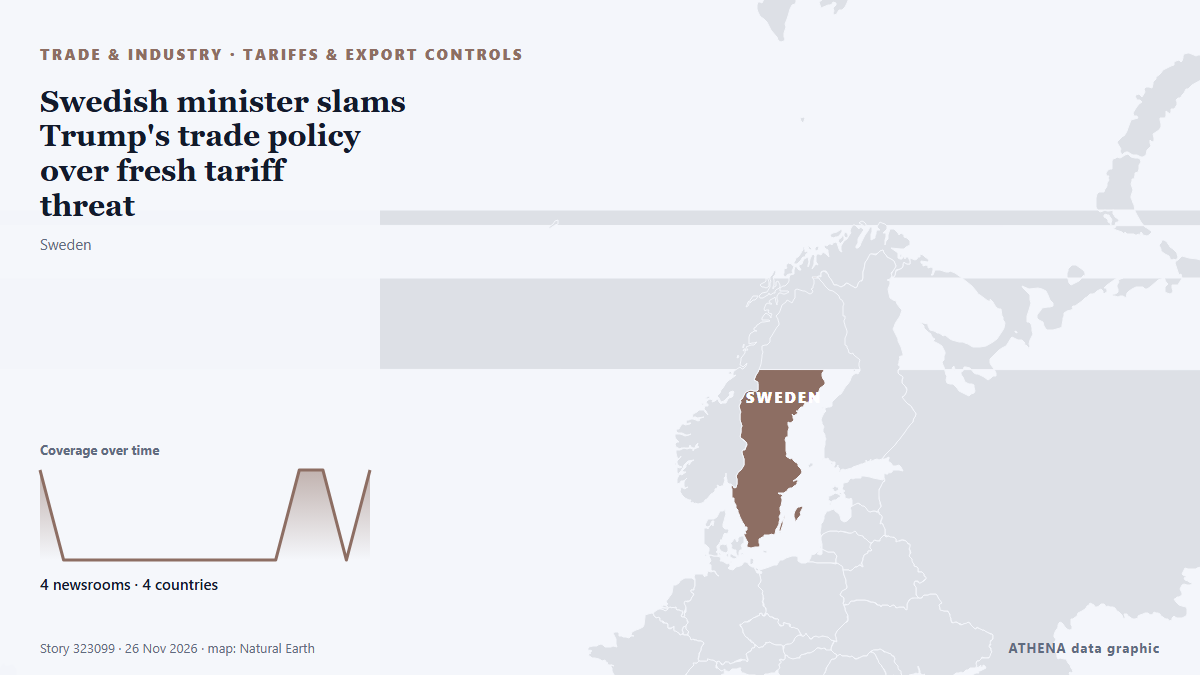 TRADE & INDUSTRY · TARIFFS & EXPORT CONTROLS
Swedish minister slams
Trump's trade policy
over fresh tariff
threat
Sweden
SWEDEN
Coverage over time
4 newsrooms · 4 countries
Story 323099 · 26 Nov 2026 · map: Natural Earth
ATHENA data graphic